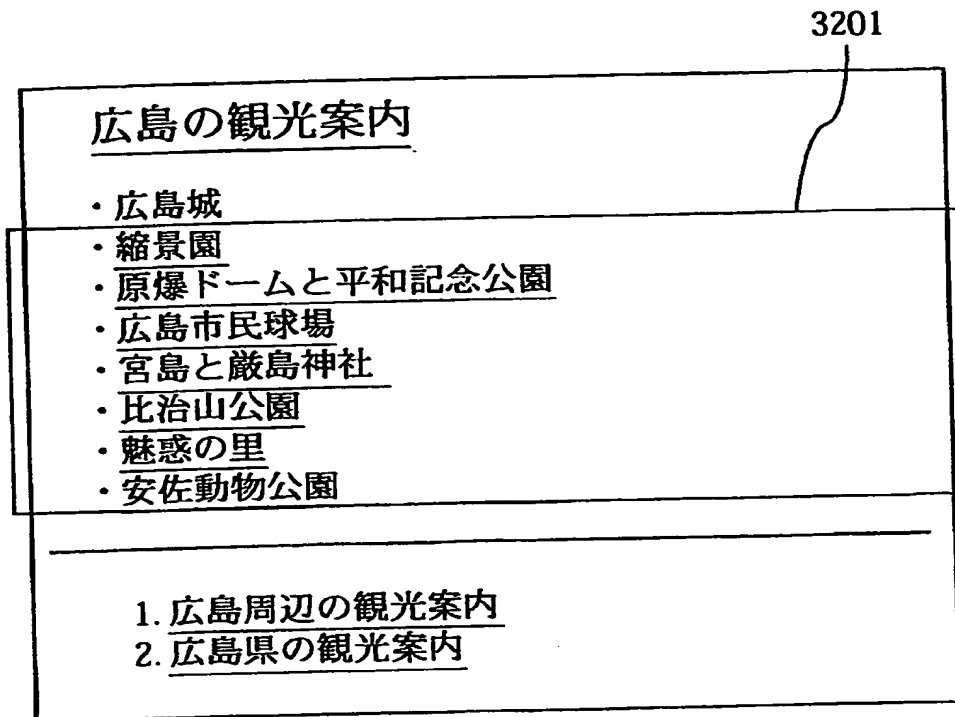 3201
広島の観光案内
・広島城
・縮景園
・原爆ドームと平和記念公園
・広島市民球場
・宮島と厳島神社
・比治山公園
・魅惑の里
・安佐動物公園
1. 広島周辺の観光案内
2. 広島県の観光案内